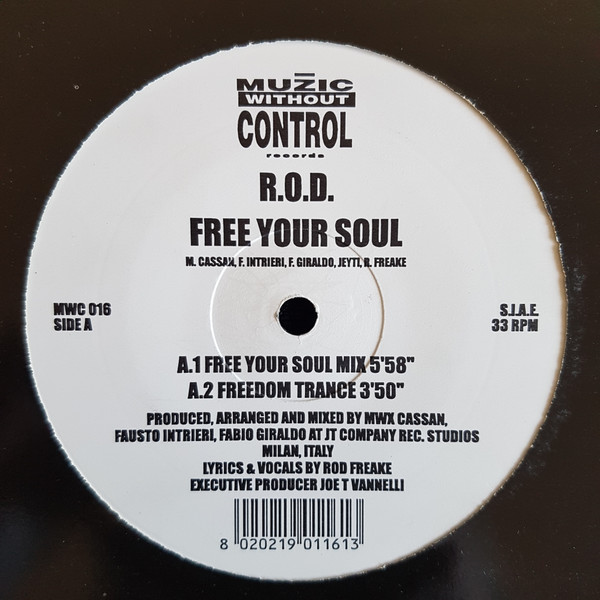 MUZIC
WITHOUT
CONTROL
records
R.O.D.
FREE YOUR SOUL
M. CASSAN, F. INTRIERI, F. GIRALDO, JEYTI, R. FREAKE
MWC 016
SIDE A
S.I.A.E.
33 RPM
A.1 FREE YOUR SOUL MIX 5'58"
A.2 FREEDOM TRANCE 3'50"
PRODUCED, ARRANGED AND MIXED BY MWX CASSAN,
FAUSTO INTRIERI, FABIO GIRALDO AT JT COMPANY REC. STUDIOS
MILAN, ITALY
LYRICS & VOCALS BY ROD FREAKE
EXECUTIVE PRODUCER JOE T VANNELLI
8 020219 011613